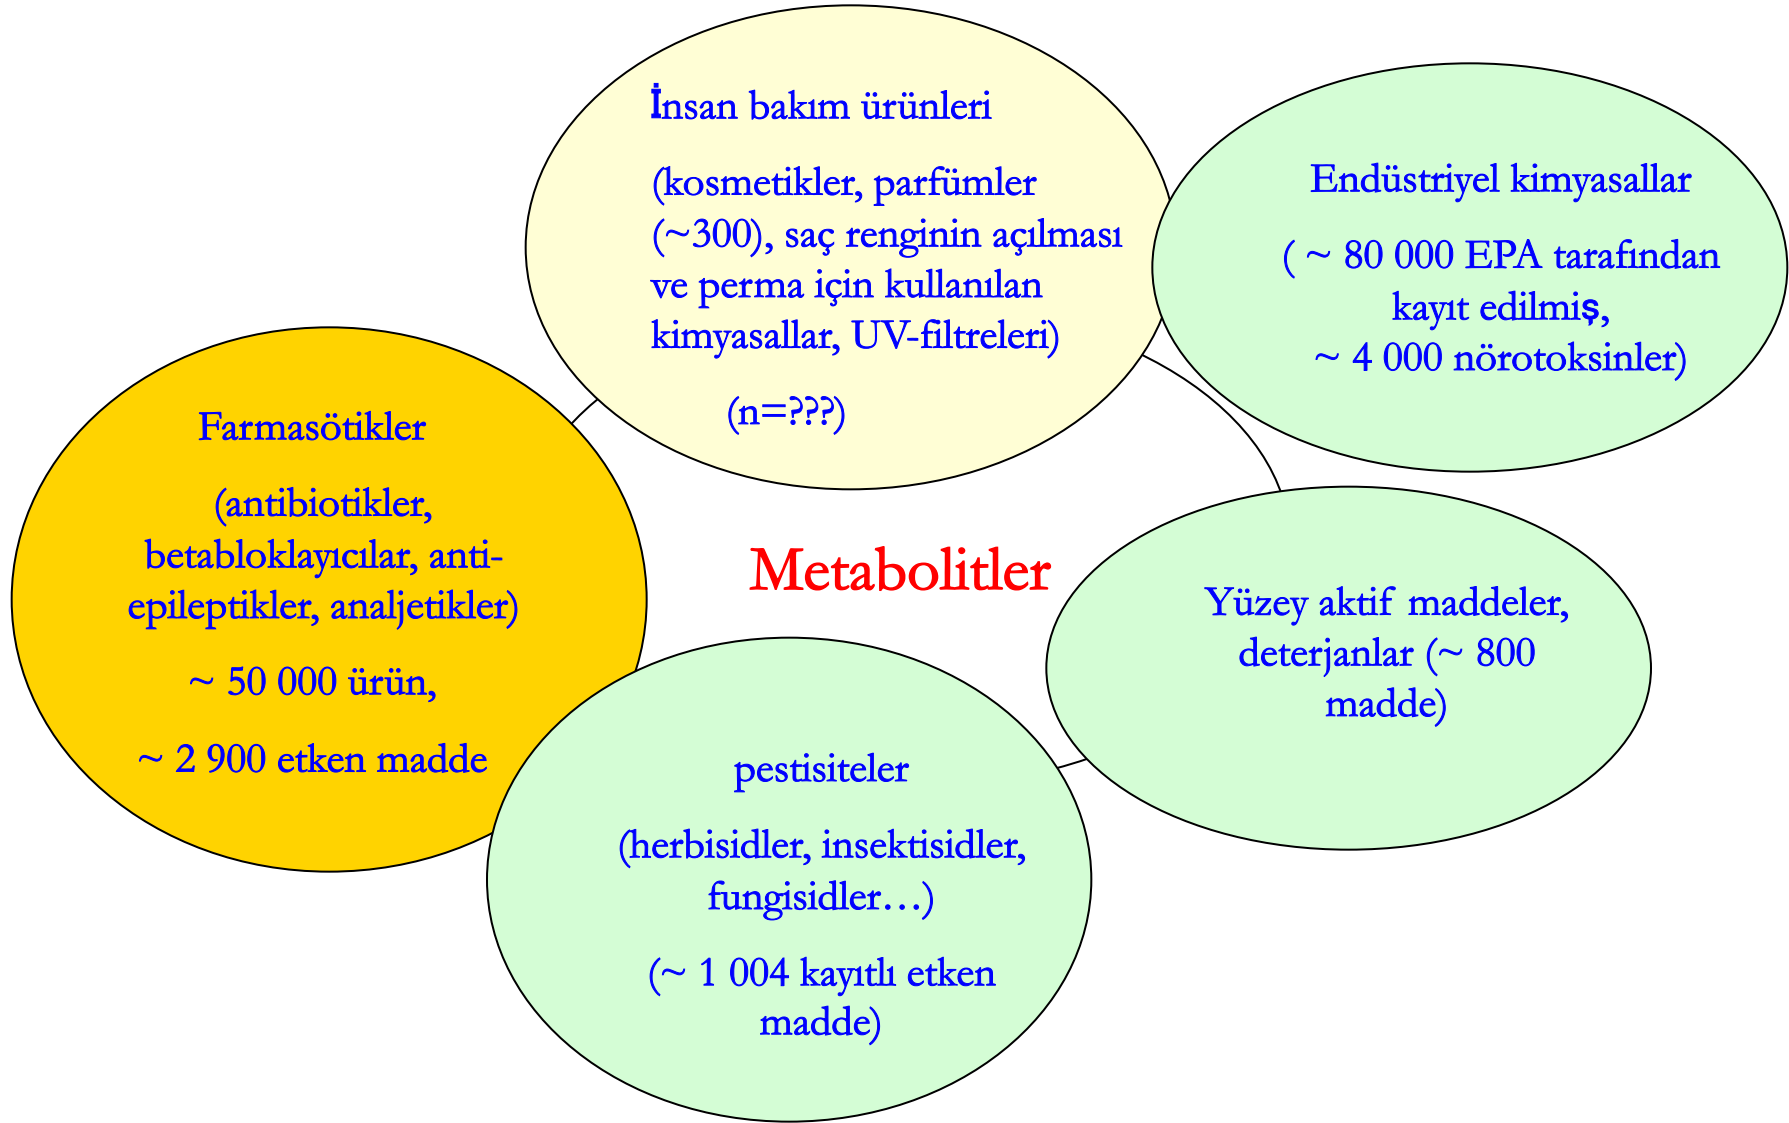 İnsan bakım ürünleri
(kosmetikler, parfümler
(~300), saç renginin açılması
ve perma için kullanılan
kimyasallar, UV-filtreleri)
(n=???)
Endüstriyel kimyasallar
( ~ 80 000 EPA tarafından
kayıt edilmiş,
~ 4 000 nörotoksinler)
Farmasötikler
(antibiotikler,
betabloklayıcılar, anti-
epileptikler, analjetikler)
~ 50 000 ürün,
~ 2 900 etken madde
Metabolitler
Yüzey aktif maddeler,
deterjanlar (~ 800
madde)
pestisiteler
(herbisidler, insektisidler,
fungisidler…)
(~ 1 004 kayıtlı etken
madde)